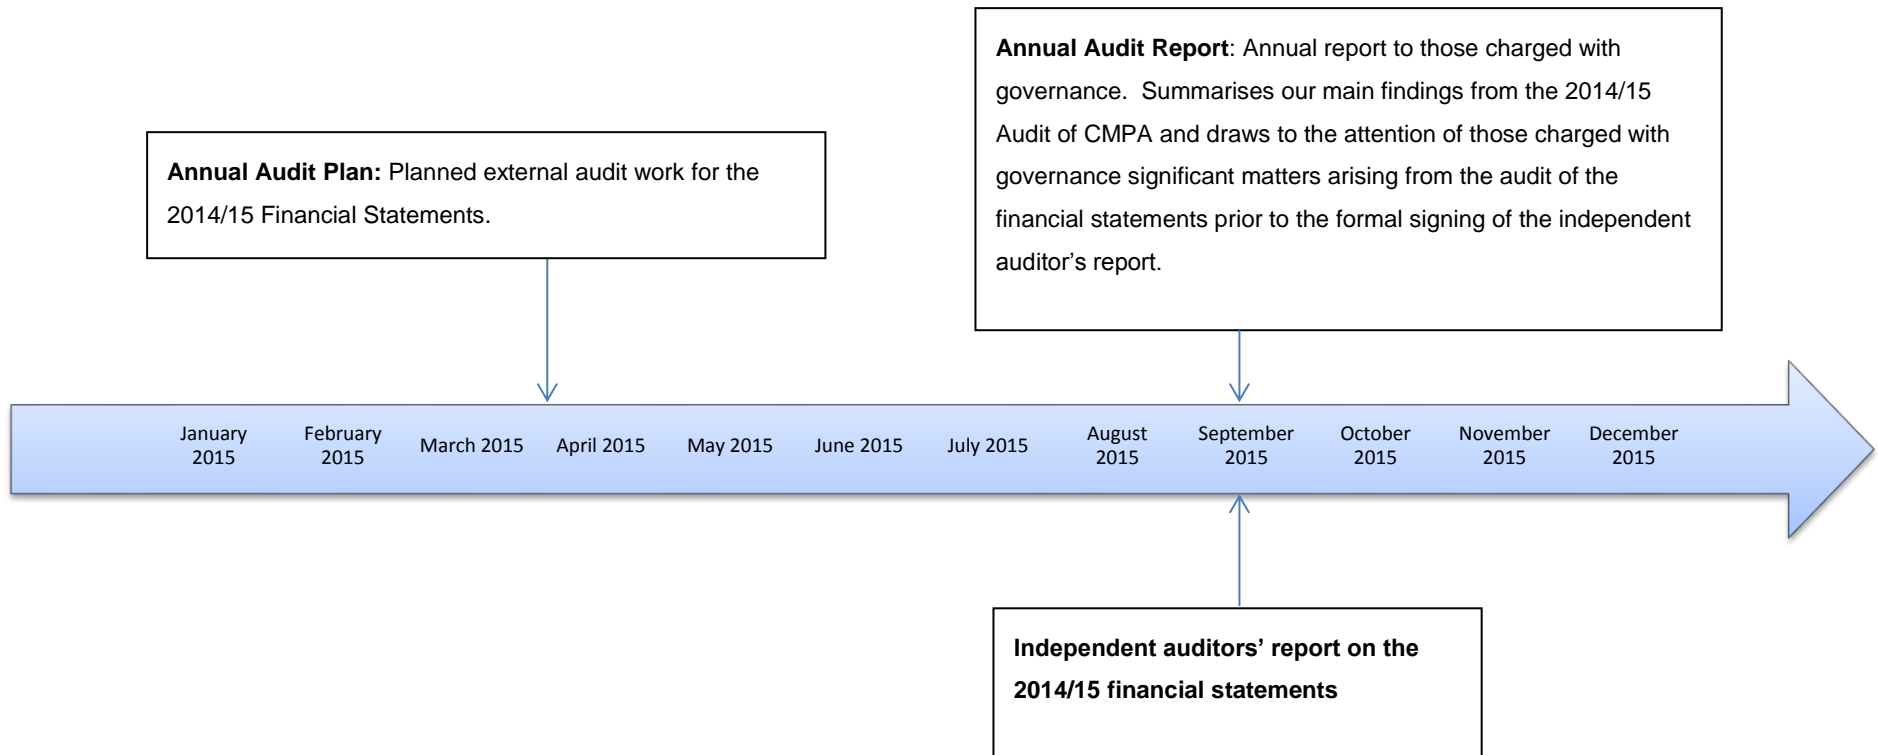 Annual Audit Report: Annual report to those charged with
governance.  Summarises our main findings from the 2014/15
Audit of CMPA and draws to the attention of those charged with
governance significant matters arising from the audit of the
financial statements prior to the formal signing of the independent
auditor’s report.
Annual Audit Plan: Planned external audit work for the
2014/15 Financial Statements.
January
2015
February
2015
March 2015
April 2015
May 2015
June 2015
July 2015
August
2015
September
2015
October
2015
November
2015
December
2015
Independent auditors’ report on the
2014/15 financial statements